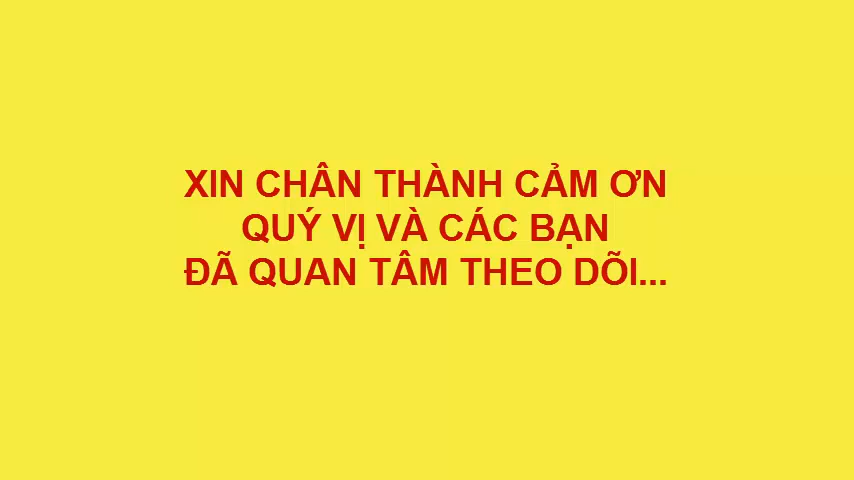 XIN CHÂN THÀNH CẢM ƠN
QUÝ VỊ VÀ CÁC BẠN
ĐÃ QUAN TÂM THEO DÕI...